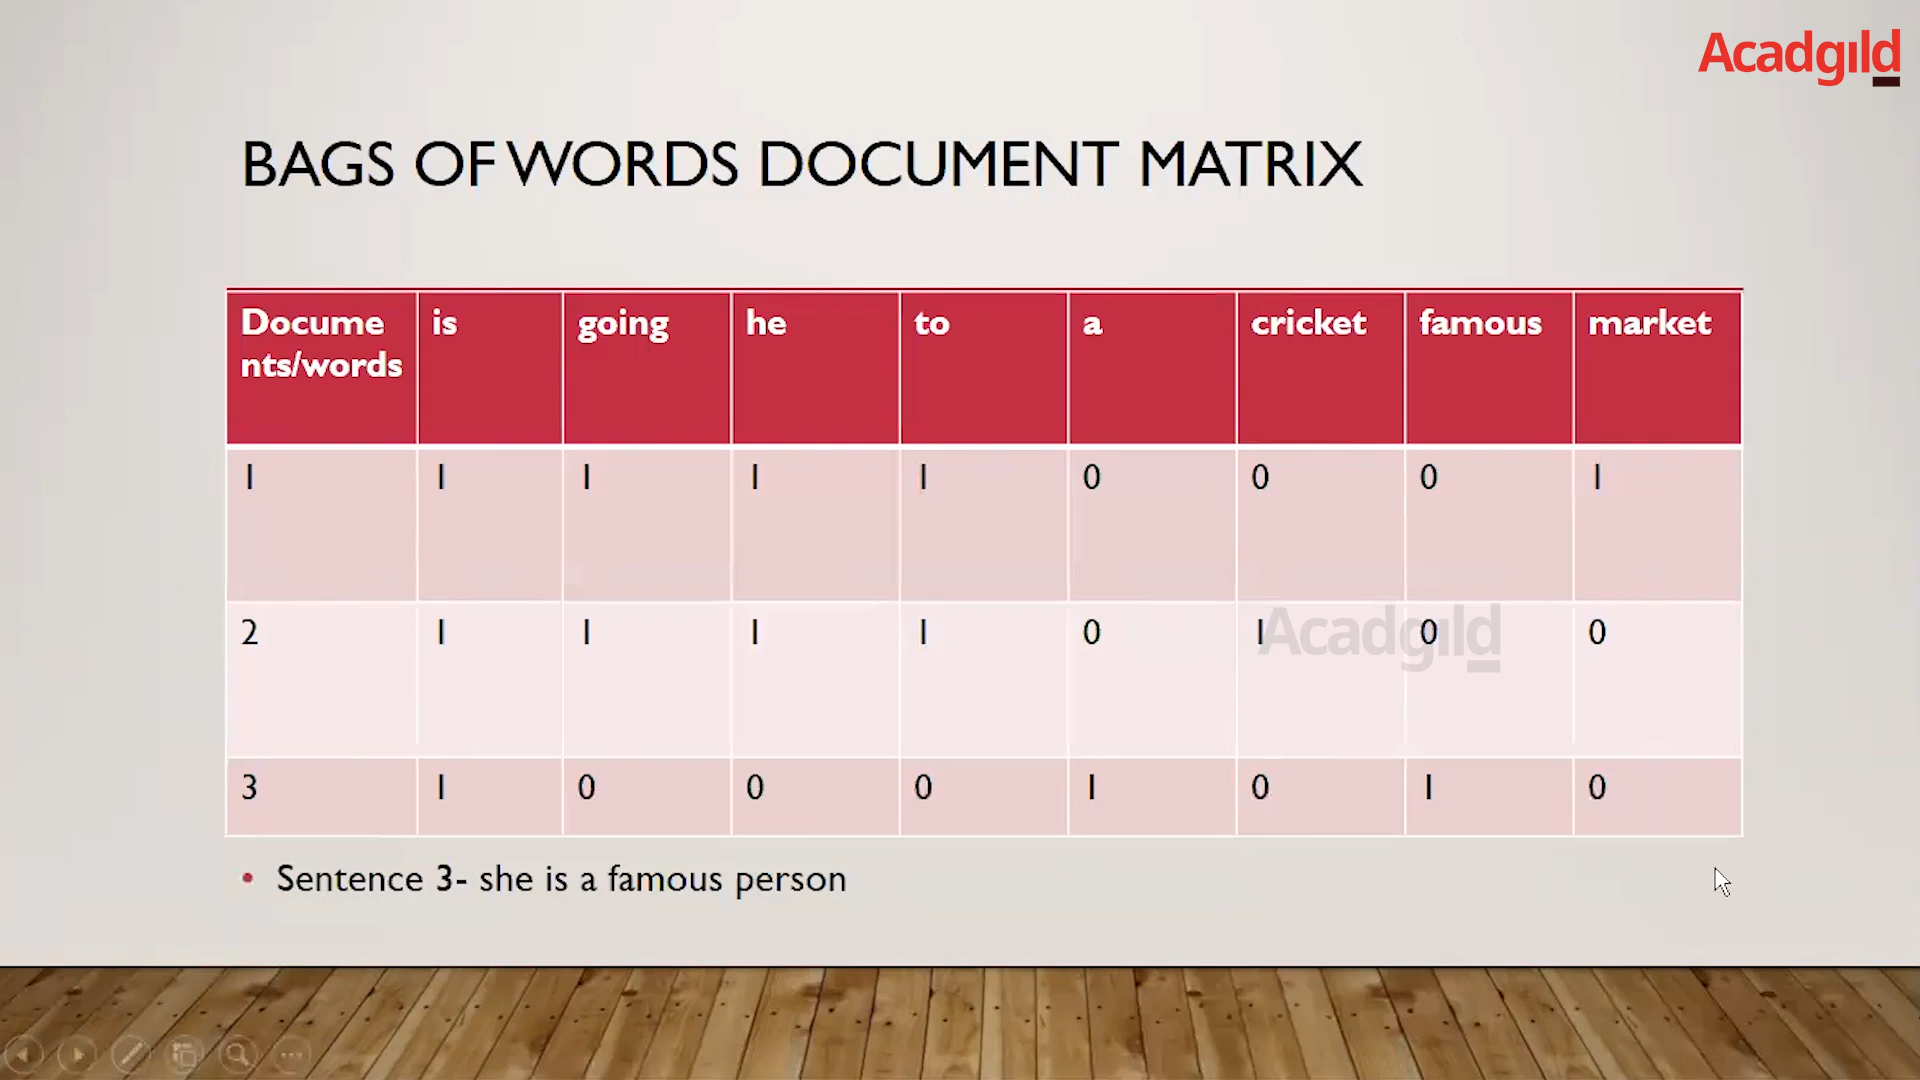 Acadgıld
BAGS OF WORDS DOCUMENT MATRIX
Docume
nts/words is going he to a cricket famous market
1 1 1 1 1 0 0 0 1
2 1 1 1 1 0 1 0 0
Acadgıld
3 1 0 0 0 1 0 1 0
• Sentence 3- she is a famous person